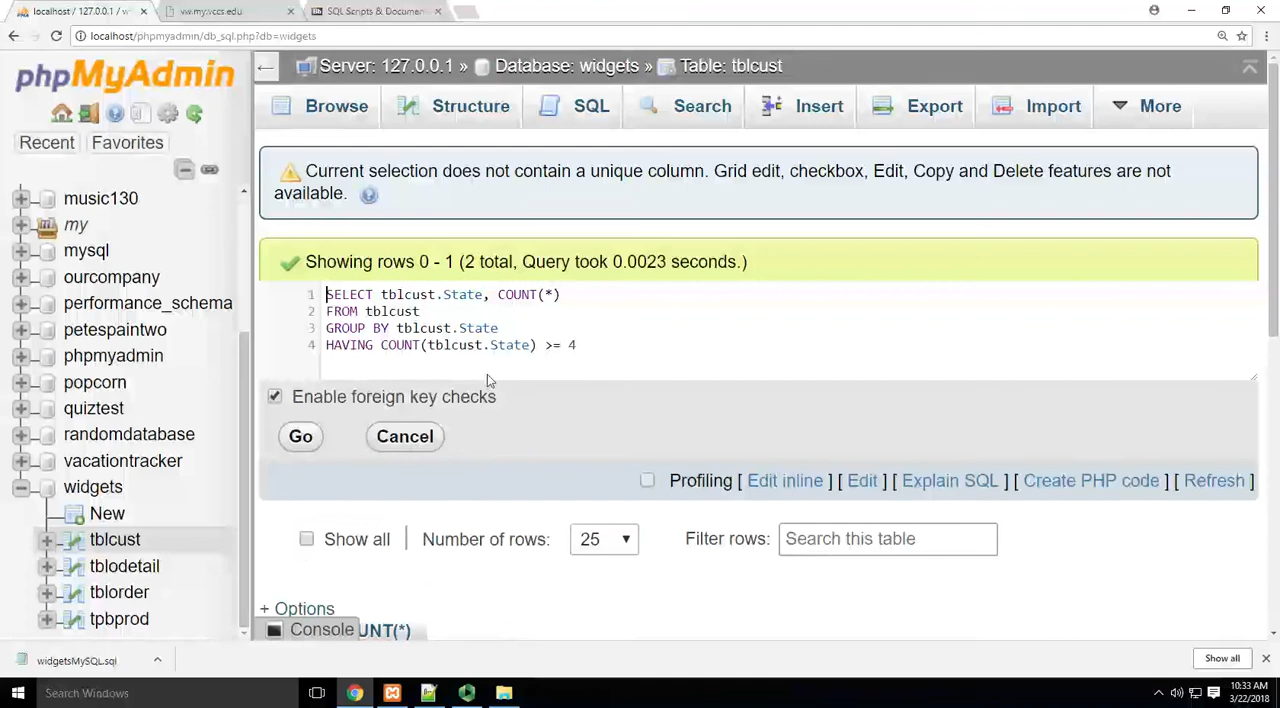 localhost / 127.0.0.1 / w
vw.my.vccs.edu
SQL Scripts & Documen
localhost/phpmyadmin/db_sql.php?db=widgets
phpMyAdmin
Recent
Favorites
music130
my
mysql
ourcompany
performance_schema
petespaintwo
phpmyadmin
popcorn
quiztest
randomdatabase
vacationtracker
widgets
New
tblcust
tblodetail
tblorder
tpbprod
Server: 127.0.0.1 » Database: widgets » Table: tblcust
Browse
Structure
SQL
Search
Insert
Export
Import
More
Current selection does not contain a unique column. Grid edit, checkbox, Edit, Copy and Delete features are not
available.
Showing rows 0 - 1 (2 total, Query took 0.0023 seconds.)
1 SELECT tblcust.State, COUNT(*)
2 FROM tblcust
3 GROUP BY tblcust.State
4 HAVING COUNT(tblcust.State) >= 4
Enable foreign key checks
Go
Cancel
Profiling [ Edit inline ] [ Edit ] [ Explain SQL ] [ Create PHP code ] [ Refresh ]
Show all
Number of rows:
25
Filter rows:
Search this table
+ Options
Console
UNT(*)
widgetsMySQL.sql
Show all
Search Windows
10:33 AM
3/22/2018